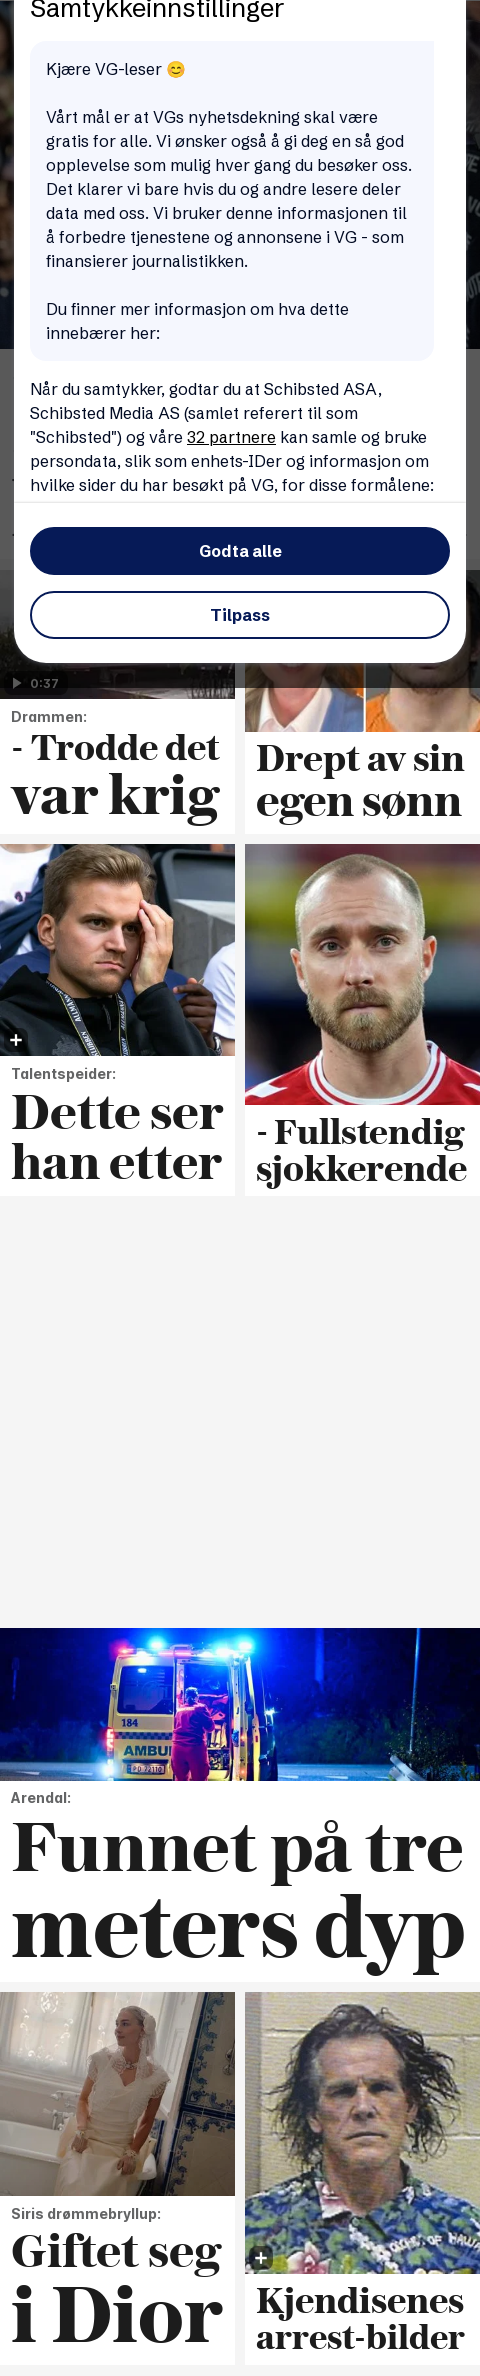 Samtykkeinnstillinger
Kjære VG-leser 😊
Vårt mål er at VGs nyhetsdekning skal være
gratis for alle. Vi ønsker også å gi deg en så god
opplevelse som mulig hver gang du besøker oss.
Det klarer vi bare hvis du og andre lesere deler
data med oss. Vi bruker denne informasjonen til
å forbedre tjenestene og annonsene i VG - som
finansierer journalistikken.
Du finner mer informasjon om hva dette
innebærer her:
Når du samtykker, godtar du at Schibsted ASA,
Schibsted Media AS (samlet referert til som
"Schibsted") og våre 32 partnere kan samle og bruke
persondata, slik som enhets-IDer og informasjon om
hvilke sider du har besøkt på VG, for disse formålene:
Godta alle
Tilpass
0:37
Drammen:
- Trodde det
var krig
Drept av sin
egen sønn
Talentspeider:
Dette ser
han etter
- Fullstendig
sjokkerende
184
AMBU
Arendal:
Funnet på tre
meters dyp
Siris drømmebryllup:
Giftet seg
i Dior
Kjendisenes
arrest-bilder